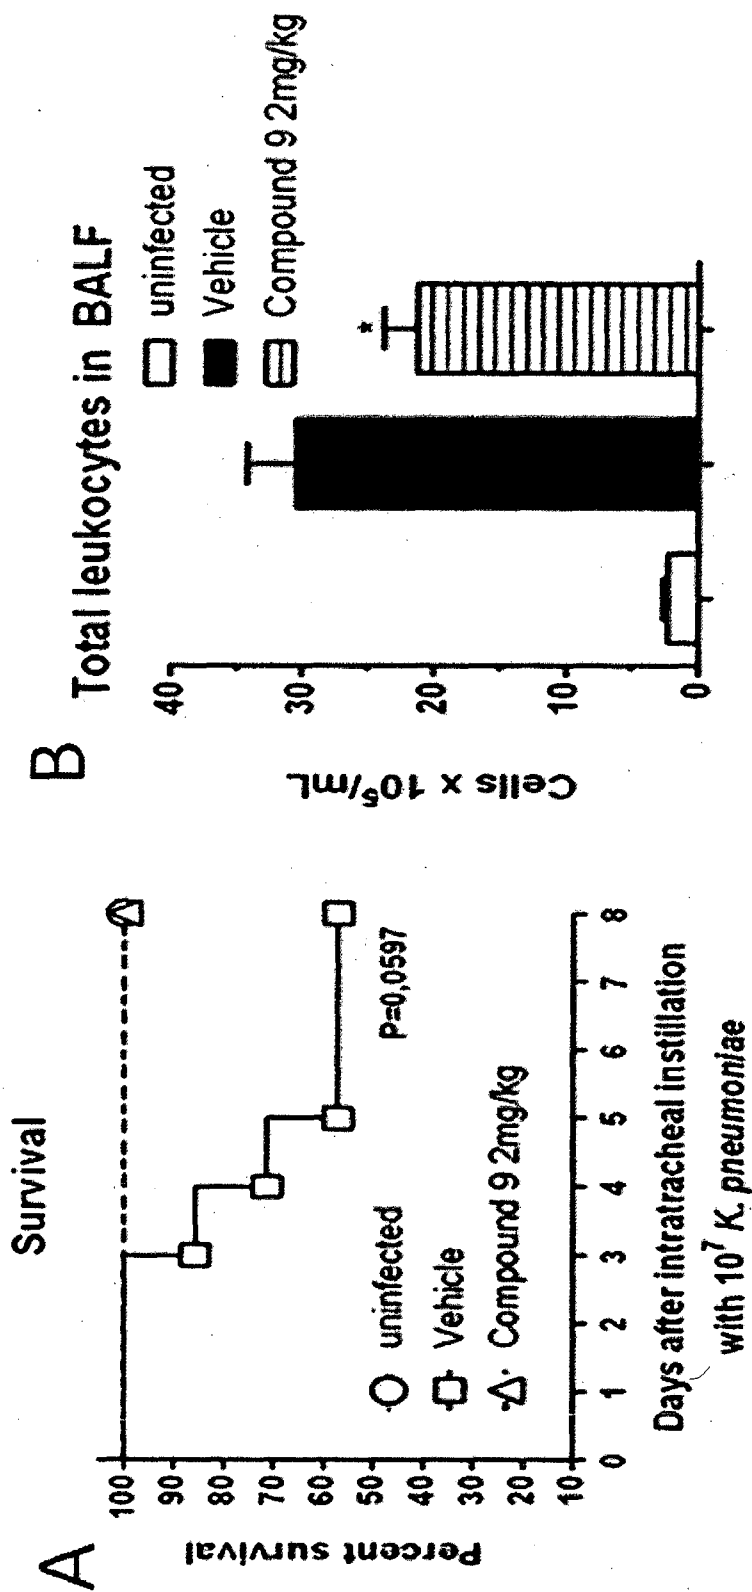 A
Survival
Percent survival
100
90
80
70
60
50
40
30
20
10
uninfected
Vehicle
Compound 9 2mg/kg
P=0,0597
0 1 2 3 4 5 6 7 8
Days after intratracheal instillation
with 10⁷ K. pneumoniae
B
Total leukocytes in BALF
Cells x 10⁵/mL
40
30
20
10
0
uninfected
Vehicle
Compound 9 2mg/kg
*